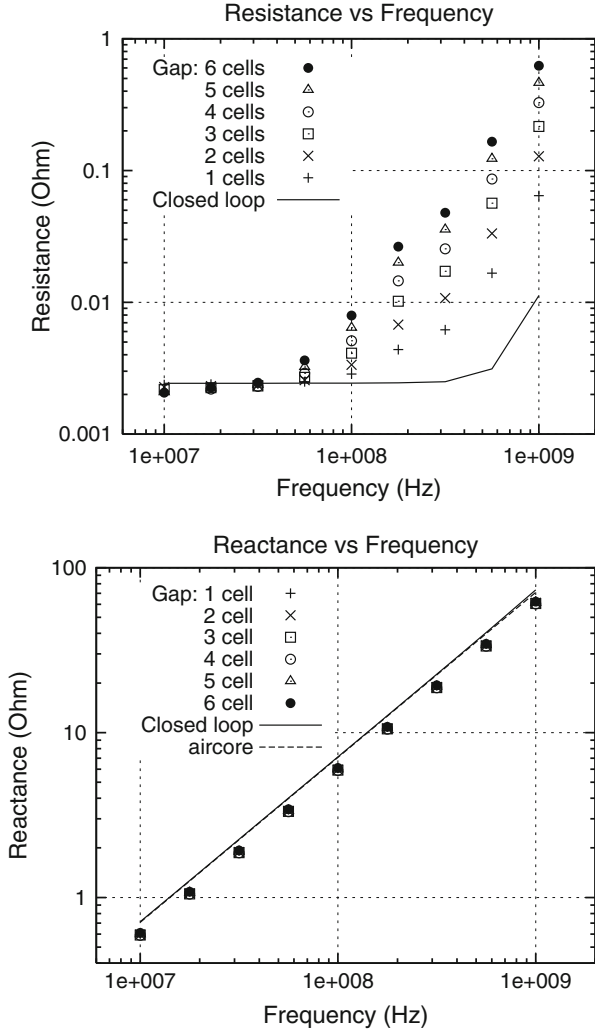 Resistance vs Frequency
1
Gap: 6 cells
5 cells
4 cells
3 cells
2 cells
1 cells
Closed loop
0.1
0.01
0.001
Resistance (Ohm)
1e+007 1e+008 1e+009
Frequency (Hz)
Reactance vs Frequency
100
Gap: 1 cell
2 cell
3 cell
4 cell
5 cell
6 cell
Closed loop
aircore
10
1
Reactance (Ohm)
1e+007 1e+008 1e+009
Frequency (Hz)